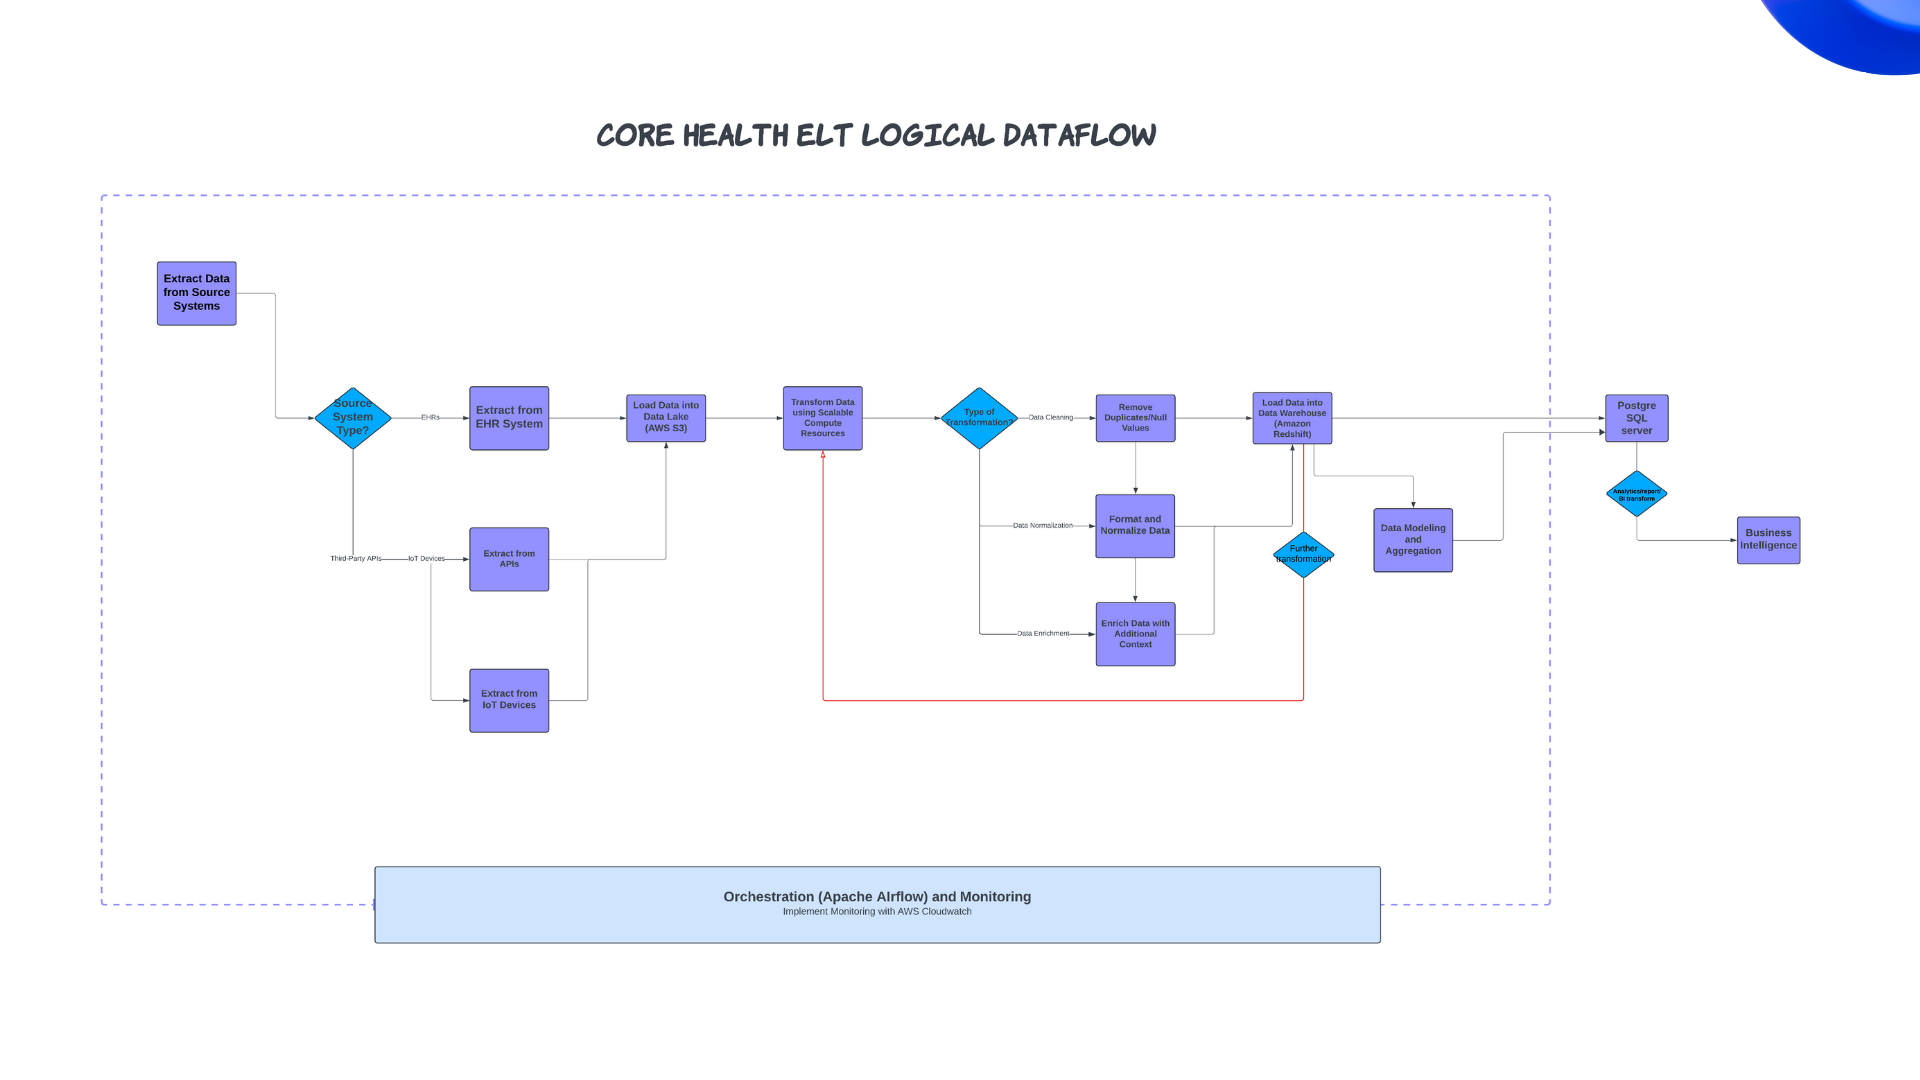 CORE HEALTH ELT LOGICAL DATAFLOW
Extract Data
from Source
Systems
Source
System
Type?
EHRs
Extract from
EHR System
Load Data into
Data Lake
(AWS S3)
Transform Data
using Scalable
Compute
Resources
Type of
Transformation?
Data Cleaning
Remove
Duplicates/Null
Values
Load Data into
Data Warehouse
(Amazon
Redshift)
Postgre
SQL
server
Analytics/report/
BI transform
Business
Intelligence
Third-Party APIs
IoT Devices
Extract from
APIs
Data Normalization
Format and
Normalize Data
Further
transformation
Data Modeling
and
Aggregation
Data Enrichment
Enrich Data with
Additional
Context
Extract from
IoT Devices
Orchestration (Apache AIrflow) and Monitoring
Implement Monitoring with AWS Cloudwatch